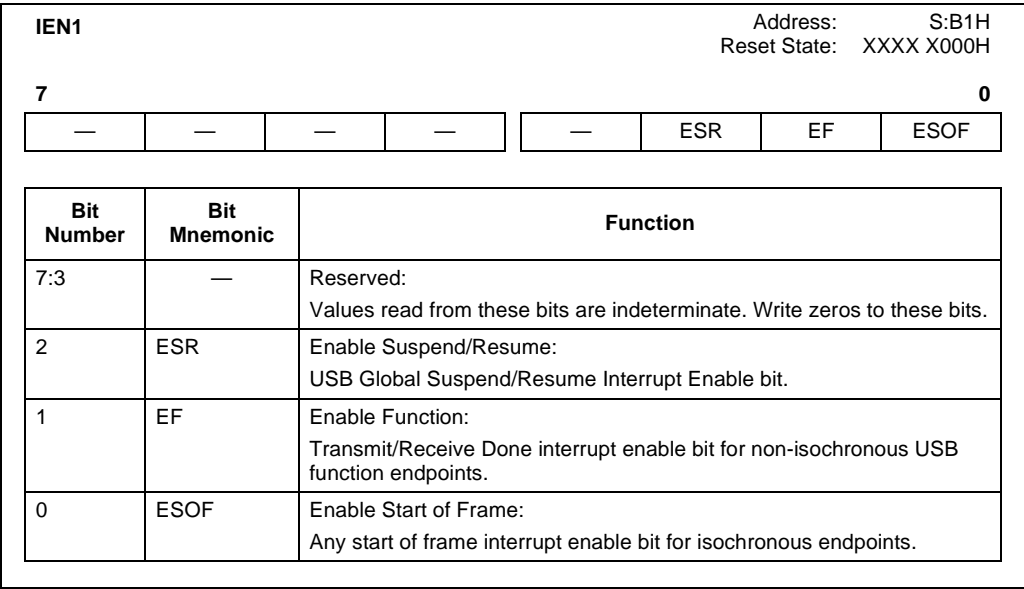 IEN1 Address: S:B1H
Reset State: XXXX X000H
7 0
— — — — — ESR EF ESOF
Bit Number Bit Mnemonic Function
7:3 — Reserved:
Values read from these bits are indeterminate. Write zeros to these bits.
2 ESR Enable Suspend/Resume:
USB Global Suspend/Resume Interrupt Enable bit.
1 EF Enable Function:
Transmit/Receive Done interrupt enable bit for non-isochronous USB
function endpoints.
0 ESOF Enable Start of Frame:
Any start of frame interrupt enable bit for isochronous endpoints.